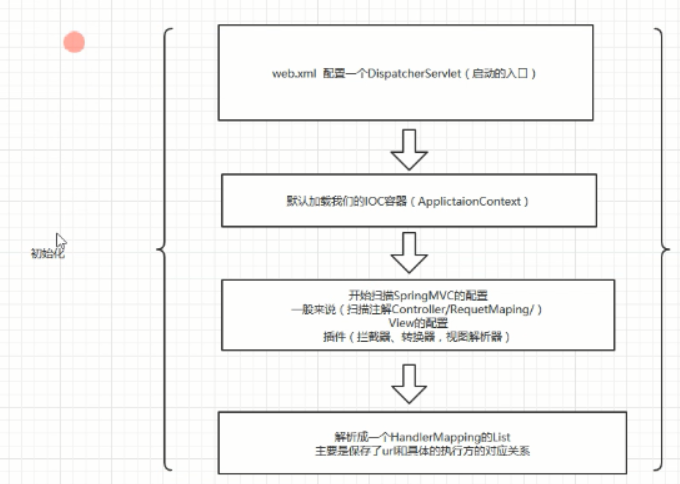 web.xml 配置一个DispatcherServlet（启动的入口）
默认加载我们的IOC容器（ApplictaionContext）
初始化
开始扫描SpringMVC的配置
一般来说（扫描注解Controller/RequetMaping/）
View的配置
插件（拦截器、转换器，视图解析器）
解析成一个HandlerMapping的List
主要是保存了url和具体的执行方的对应关系